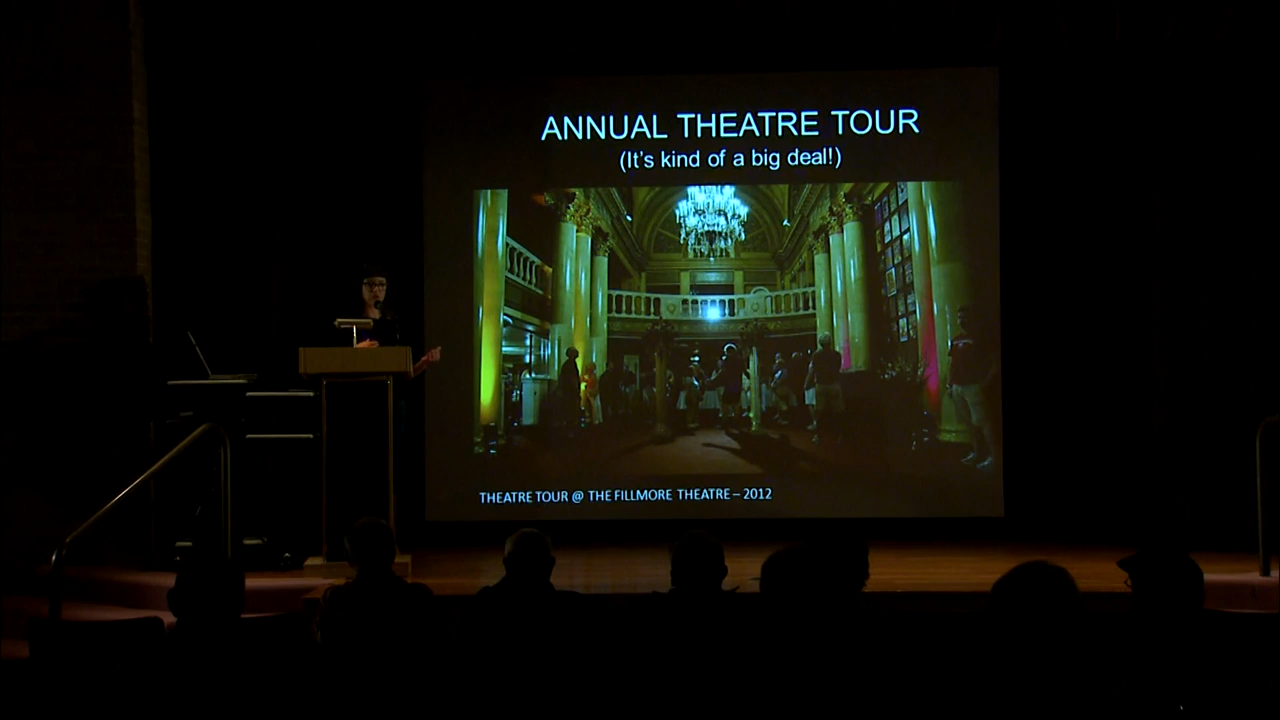 ANNUAL THEATRE TOUR
(It's kind of a big deal!)
THEATRE TOUR @ THE FILLMORE THEATRE – 2012